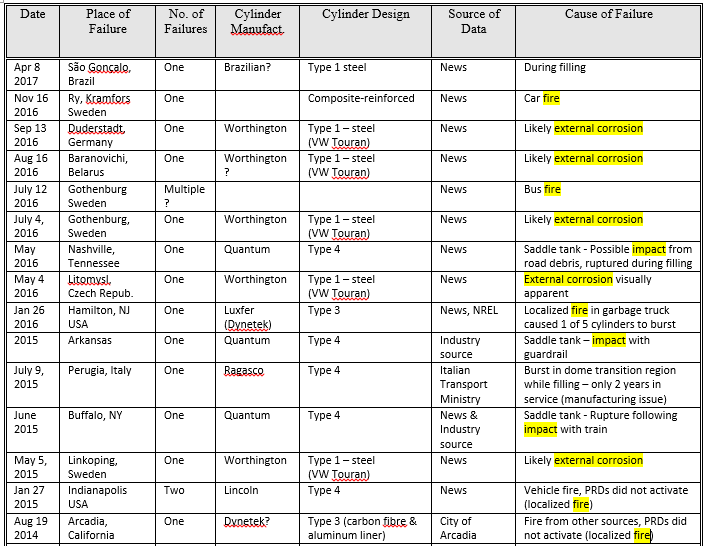 Date
Place of
Failure
No. of
Failures
Cylinder
Manufact.
Cylinder Design
Source of
Data
Cause of Failure
Apr 8
2017
São Gonçalo,
Brazil
One
Brazilian?
Type 1 steel
News
During filling
Nov 16
2016
Ry, Kramfors
Sweden
One
Composite-reinforced
News
Car fire
Sep 13
2016
Duderstadt,
Germany
One
Worthington
Type 1 – steel
(VW Touran)
News
Likely external corrosion
Aug 16
2016
Baranovichi,
Belarus
One
Worthington
?
Type 1 – steel
(VW Touran)
News
Likely external corrosion
July 12
2016
Gothenburg
Sweden
Multiple
?
News
Bus fire
July 4,
2016
Gothenburg,
Sweden
One
Worthington
Type 1 – steel
(VW Touran)
News
Likely external corrosion
May
2016
Nashville,
Tennessee
One
Quantum
Type 4
News
Saddle tank - Possible impact from
road debris, ruptured during filling
May 4
2016
Litomysl,
Czech Repub.
One
Worthington
Type 1 – steel
(VW Touran)
News
External corrosion visually
apparent
Jan 26
2016
Hamilton, NJ
USA
One
Luxfer
(Dynetek)
Type 3
News, NREL
Localized fire in garbage truck
caused 1 of 5 cylinders to burst
2015
Arkansas
One
Quantum
Type 4
Industry
source
Saddle tank – impact with
guardrail
July 9,
2015
Perugia, Italy
One
Ragasco
Type 4
Italian
Transport
Ministry
Burst in dome transition region
while filling – only 2 years in
service (manufacturing issue)
June
2015
Buffalo, NY
One
Quantum
Type 4
News &
Industry
source
Saddle tank - Rupture following
impact with train
May 5,
2015
Linkoping,
Sweden
One
Worthington
Type 1 – steel
(VW Touran)
News
Likely external corrosion
Jan 27
2015
Indianapolis
USA
Two
Lincoln
Type 4
News
Vehicle fire, PRDs did not activate
(localized fire)
Aug 19
2014
Arcadia,
California
One
Dynetek?
Type 3 (carbon fibre &
aluminum liner)
City of
Arcadia
Fire from other sources, PRDs did
not activate (localized fire)